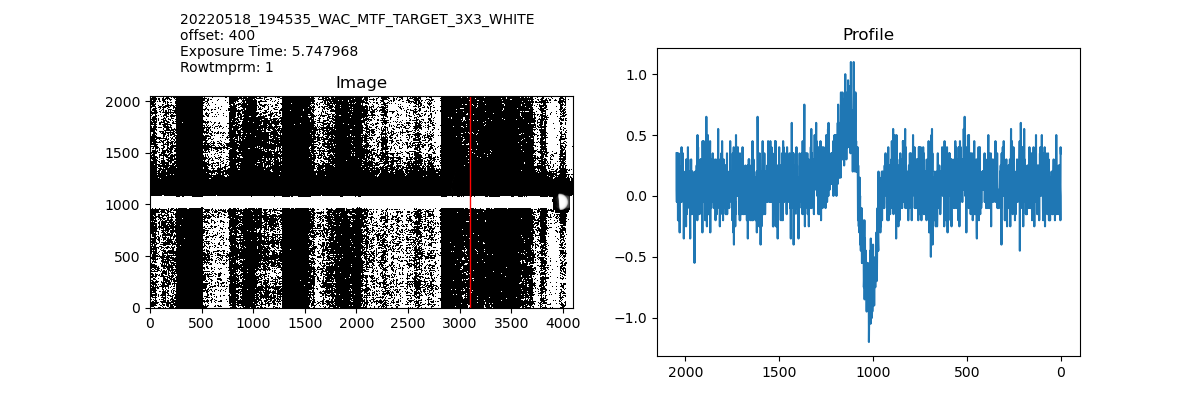 20220518_194535_WAC_MTF_TARGET_3X3_WHITE
offset: 400
Exposure Time: 5.747968
Rowtmprm: 1
Image
2000
1500
1000
500
0
0 500 1000 1500 2000 2500 3000 3500 4000
Profile
1.0
0.5
0.0
−0.5
−1.0
2000 1500 1000 500 0